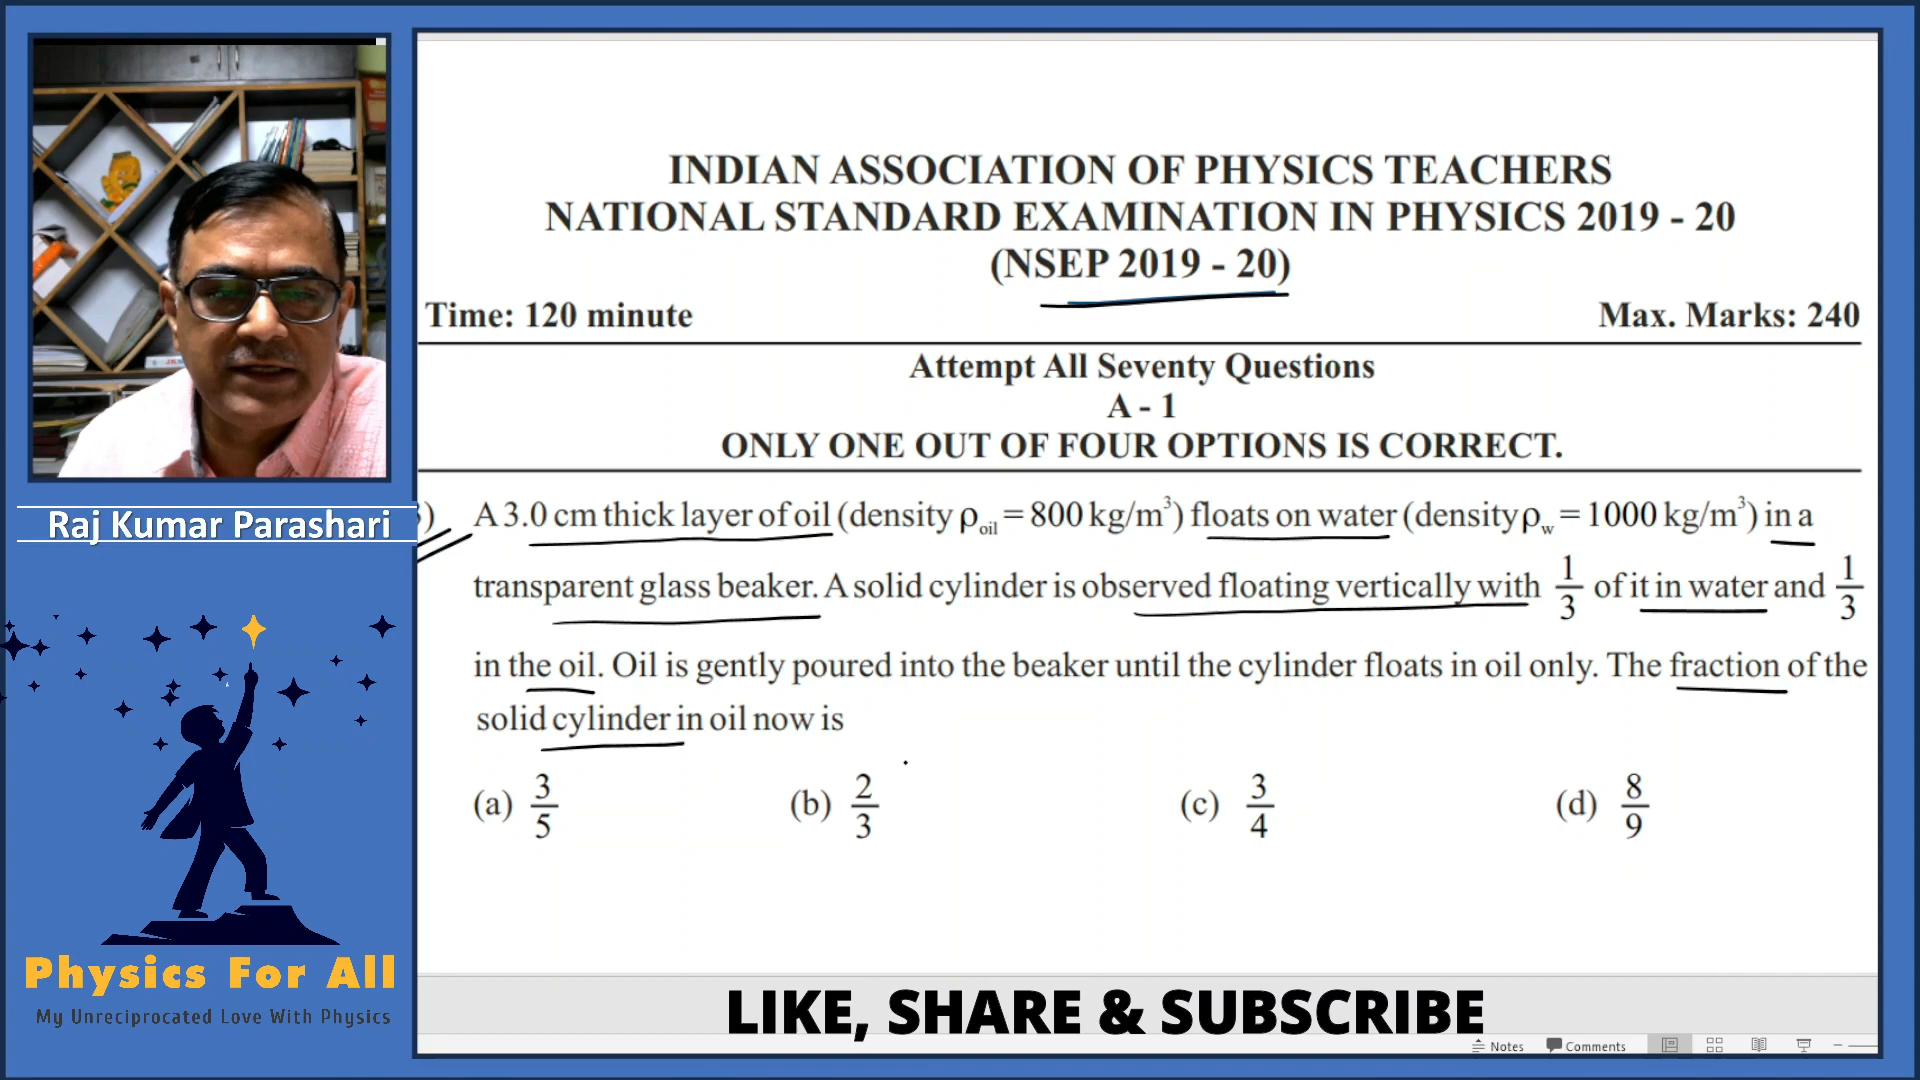 INDIAN ASSOCIATION OF PHYSICS TEACHERS
NATIONAL STANDARD EXAMINATION IN PHYSICS 2019 - 20
(NSEP 2019 - 20)
Time: 120 minute
Max. Marks: 240
Attempt All Seventy Questions
A - 1
ONLY ONE OUT OF FOUR OPTIONS IS CORRECT.
) A 3.0 cm thick layer of oil (density ρ_oil = 800 kg/m³) floats on water (density ρ_w = 1000 kg/m³) in a
transparent glass beaker. A solid cylinder is observed floating vertically with 1/3 of it in water and 1/3
in the oil. Oil is gently poured into the beaker until the cylinder floats in oil only. The fraction of the
solid cylinder in oil now is
(a) 3/5 (b) 2/3 (c) 3/4 (d) 8/9
Raj Kumar Parashari
Physics For All
My Unreciprocated Love With Physics
LIKE, SHARE & SUBSCRIBE
Notes Comments